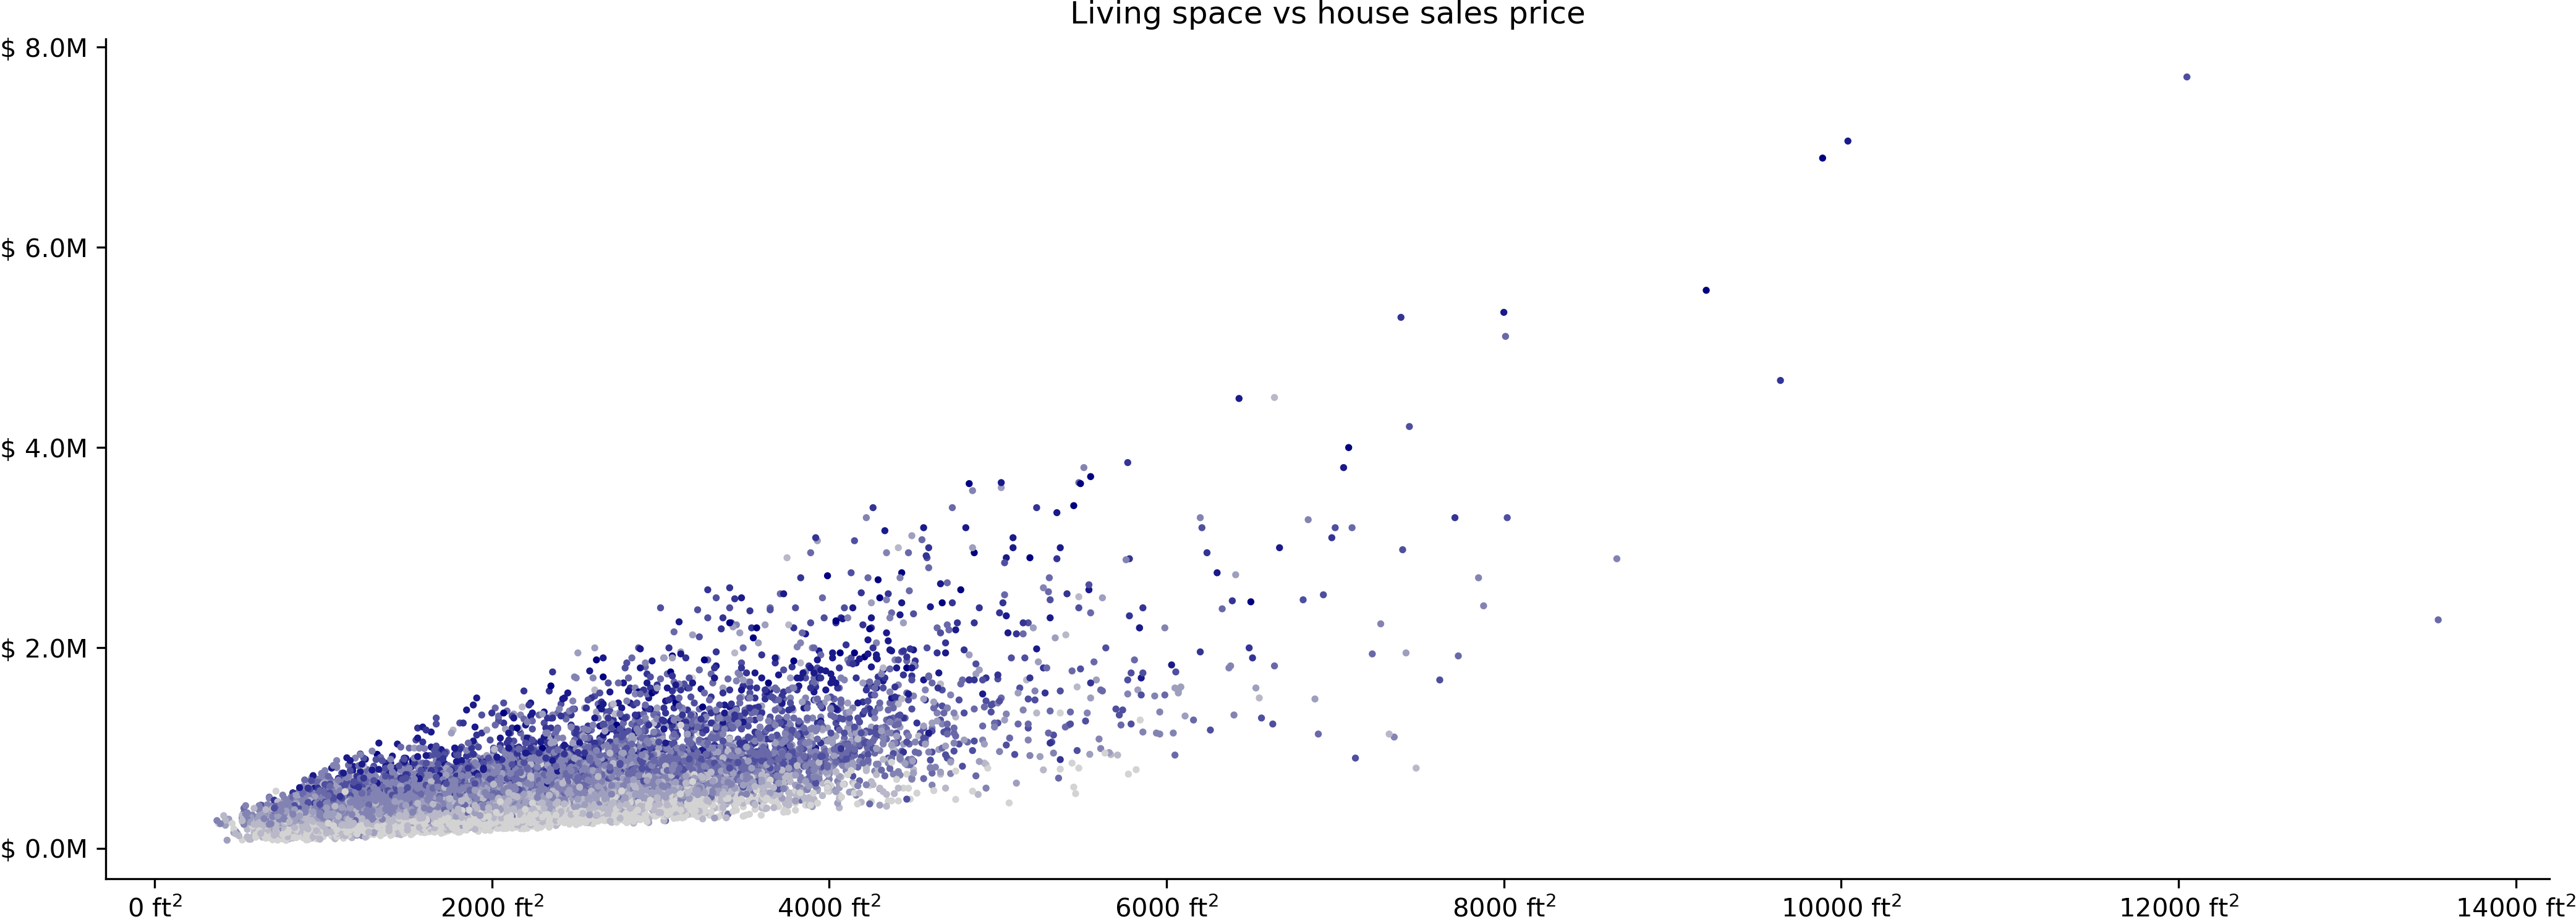 Living space vs house sales price
$ 8.0M
$ 6.0M
$ 4.0M
$ 2.0M
$ 0.0M
0 ft² 2000 ft² 4000 ft² 6000 ft² 8000 ft² 10000 ft² 12000 ft² 14000 ft²